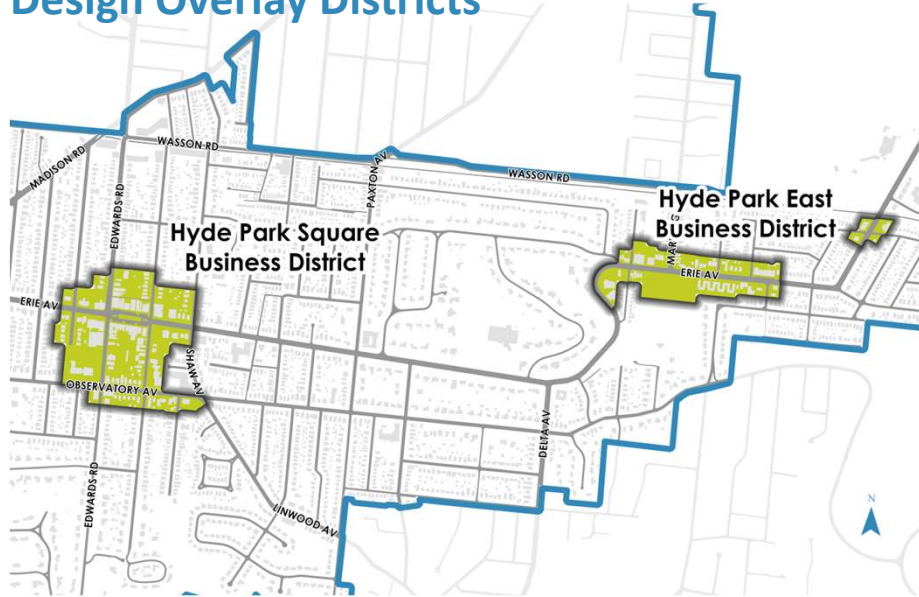 Design Overlay Districts
WASSON RD
MADISON RD
PAXTON AV
WASSON RD
EDWARDS RD
Hyde Park Square
Business District
Hyde Park East
Business District
ERIE AV
ERIE AV
SHAW AV
OBSERVATORY AV
DELTA AV
EDWARDS RD
LINWOOD AV
N